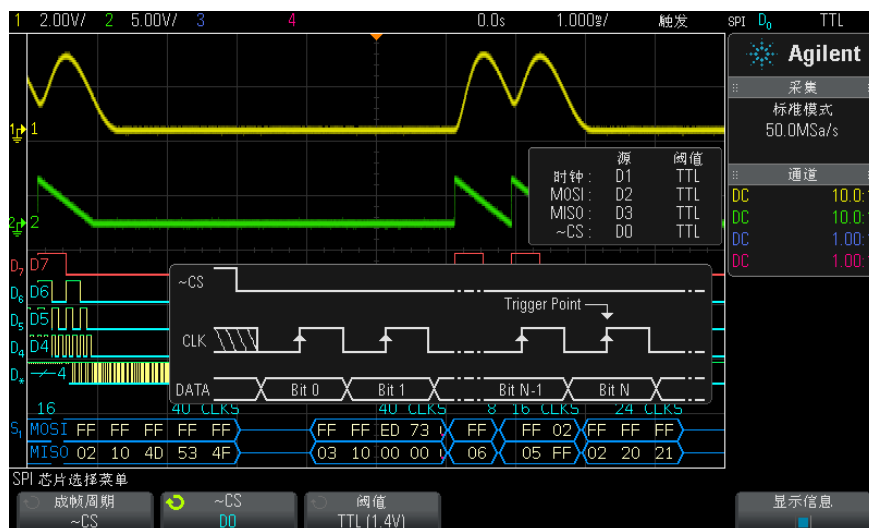 1 2.00V/ 2 5.00V/ 3 4 0.0s 1.000ms/ 触发 SPI D0 TTL
Agilent
采集
标准模式
50.0MSa/s
通道
DC 10.0:
DC 10.0:
DC 1.00:
DC 1.00:
1 1
2 2
源 阈值
时钟: D1 TTL
MOSI: D2 TTL
MISO: D3 TTL
~CS: D0 TTL
D7 D7
D6 D6
D5 D5
D4 D4
D* 4
~CS
Trigger Point
CLK
DATA Bit 0 Bit 1 Bit N-1 Bit N
16 40 CLKS 40 CLKS 8 16 CLKS 24 CLKS
S1 MOSI FF FF FF FF FF FF FF ED 73 FF FF 02 FF FF FF
MISO 02 10 4D 53 4F 03 10 00 00 06 05 FF 02 20 21
SPI 芯片选择菜单
成帧周期
~CS
~CS
D0
阈值
TTL (1.4V)
显示信息